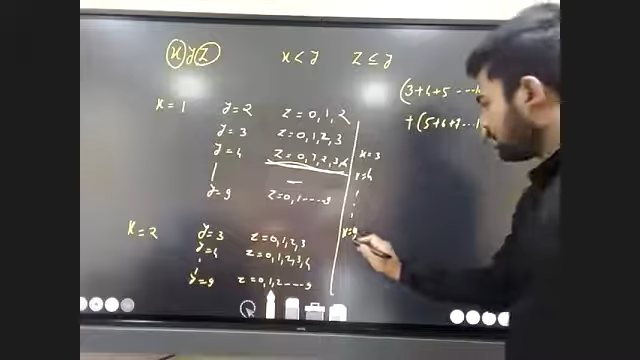 x y z x < y z ≤ y
(3+4+5 ----
x = 1 y = 2 z = 0, 1, 2
y = 3 z = 0, 1, 2, 3
+ (5+6+7---
y = 4 z = 0, 1, 2, 3, 4
x = 3
x = 4
y = 9 z = 0, 1 ---- 9
x = 9
x = 2 y = 3 z = 0, 1, 2, 3
y = 4 z = 0, 1, 2, 3, 4
y = 9 z = 0, 1, 2 ---- 9